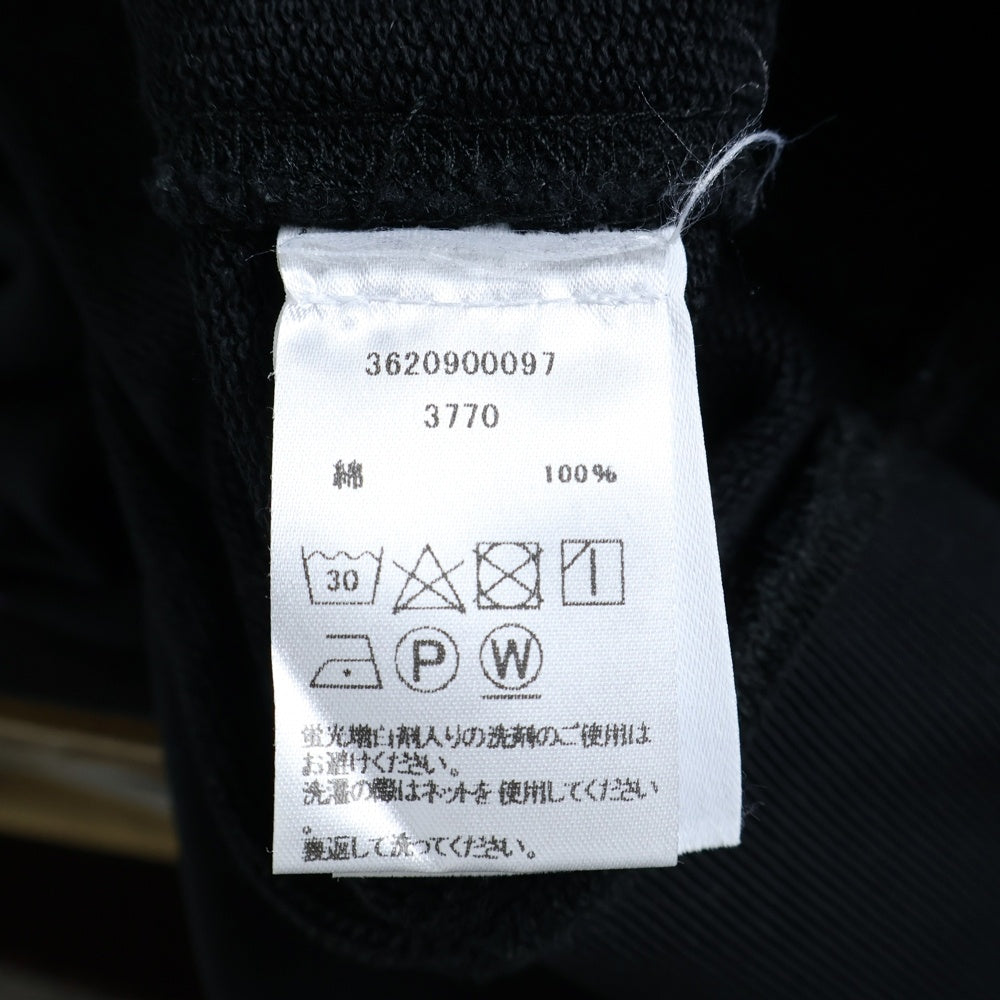 3620900097
3770
綿 100%
30
P W
蛍光増白剤入りの洗剤のご使用は
お避けください。
洗濯の際はネットを使用してください
。
裏返して洗ってください。